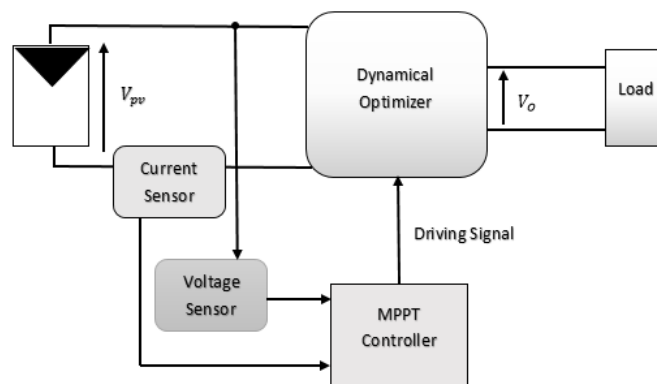 Dynamical
Optimizer
Load
V_pv
V_o
Current
Sensor
Driving Signal
Voltage
Sensor
MPPT
Controller